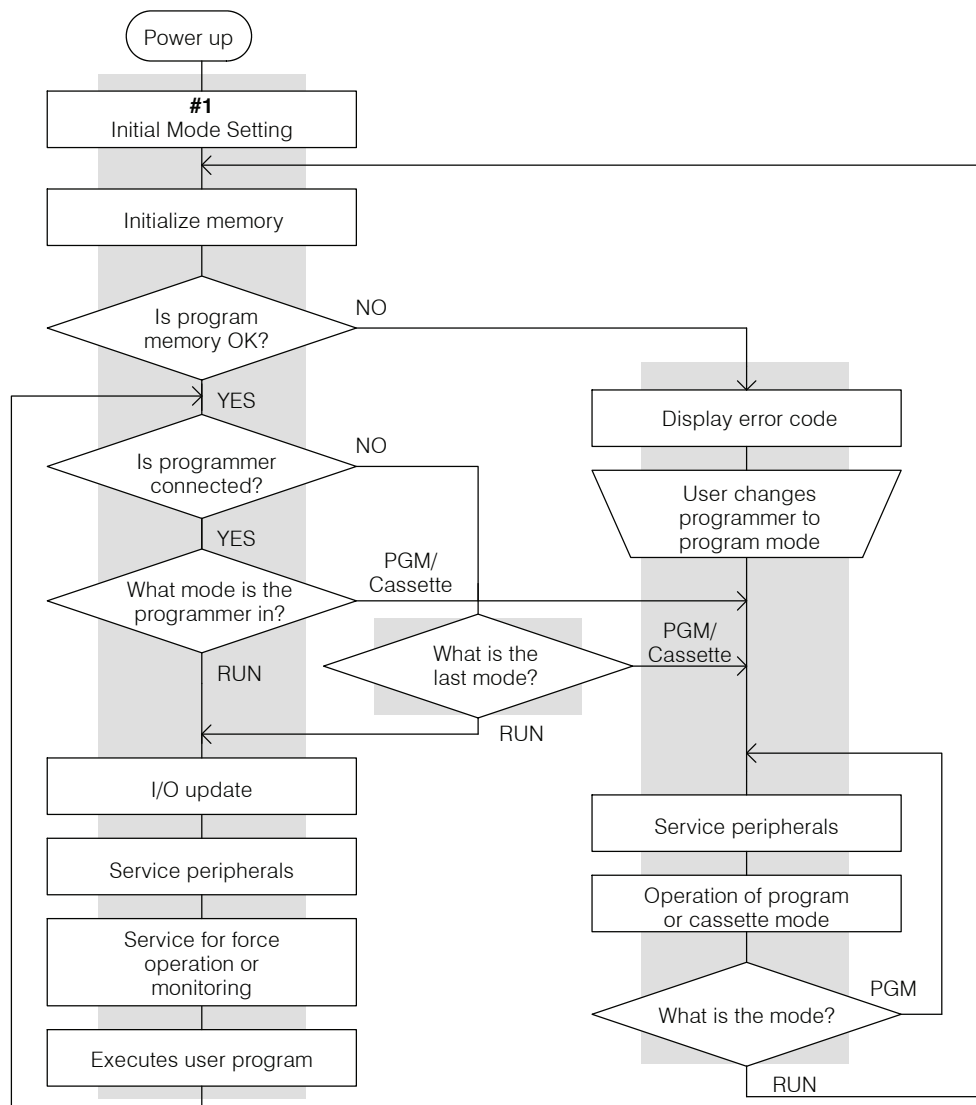 Power up
#1
Initial Mode Setting
Initialize memory
NO
Is program
memory OK?
YES
Display error code
NO
Is programmer
connected?
User changes
programmer to
program mode
YES
PGM/
Cassette
What mode is the
programmer in?
PGM/
Cassette
What is the
last mode?
RUN
RUN
I/O update
Service peripherals
Service peripherals
Operation of program
or cassette mode
Service for force
operation or
monitoring
PGM
What is the mode?
Executes user program
RUN